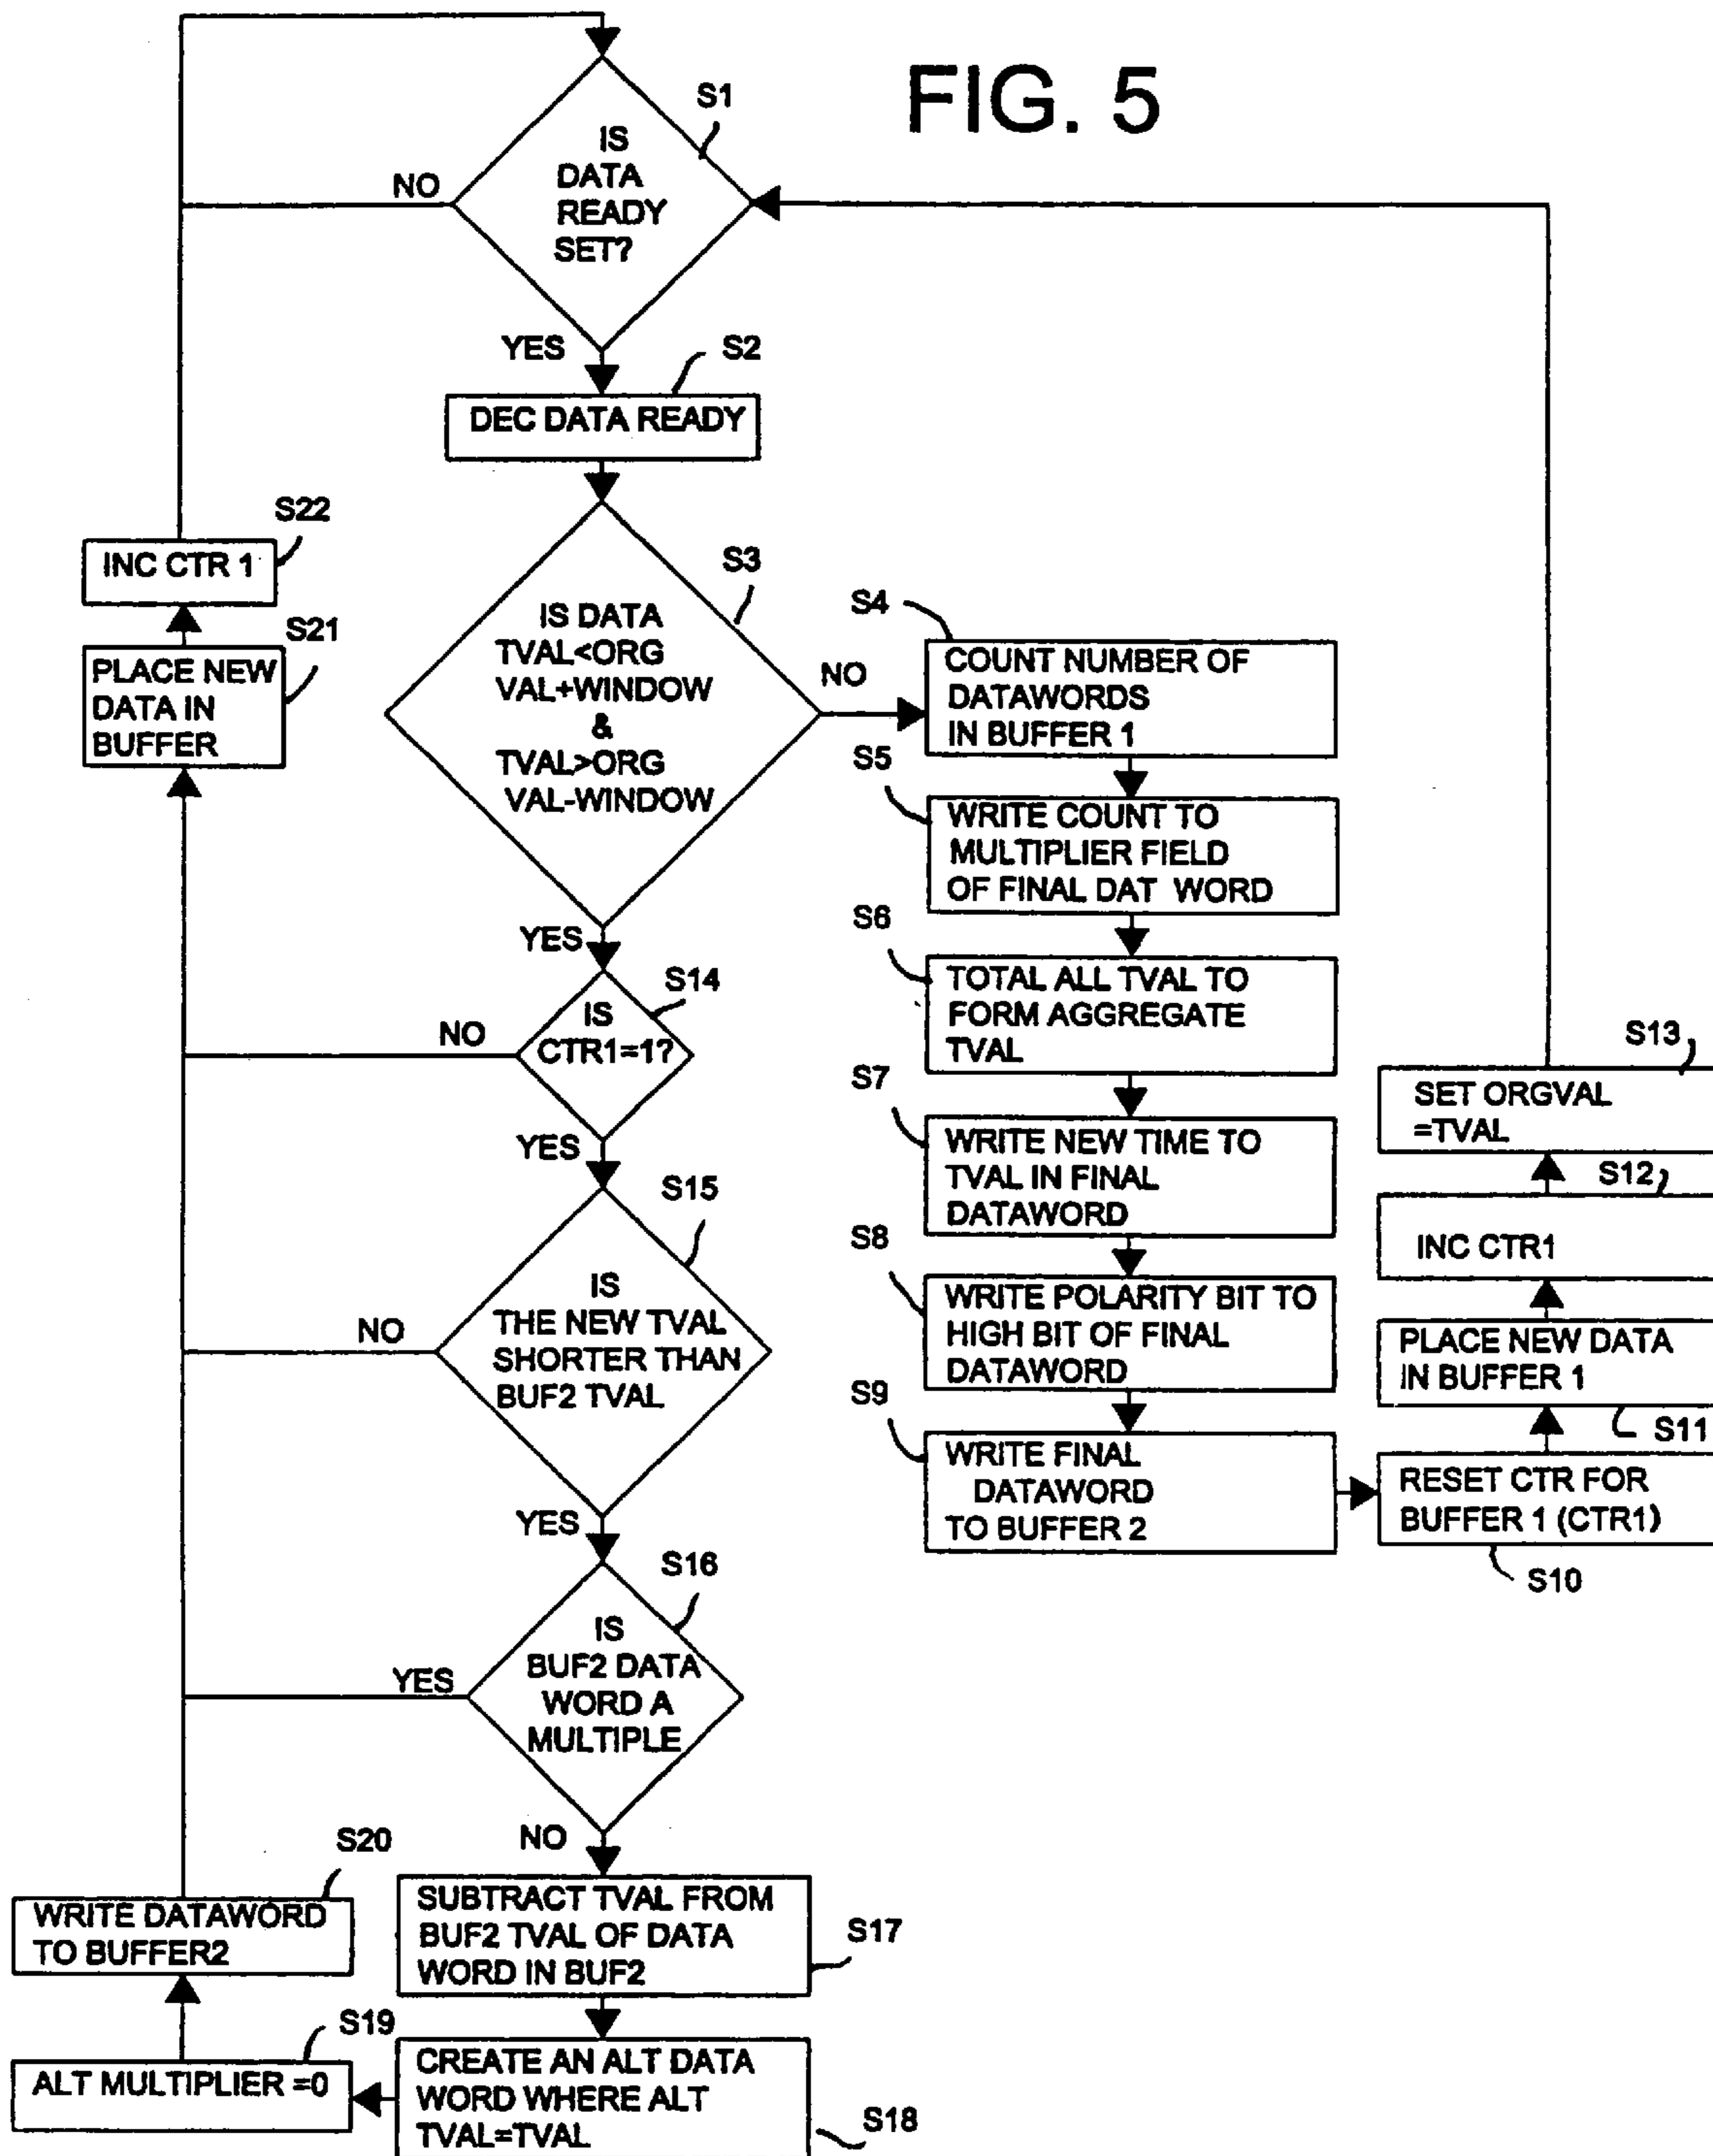 FIG. 5
S1
IS
DATA
READY
SET?
NO
YES
S2
DEC DATA READY
S22
INC CTR 1
S21
PLACE NEW
DATA IN
BUFFER
S3
IS DATA
TVAL<ORG
VAL+WINDOW
&
TVAL>ORG
VAL-WINDOW
NO
YES
S4
COUNT NUMBER OF
DATAWORDS
IN BUFFER 1
S5
WRITE COUNT TO
MULTIPLIER FIELD
OF FINAL DAT WORD
S6
TOTAL ALL TVAL TO
FORM AGGREGATE
TVAL
S7
WRITE NEW TIME TO
TVAL IN FINAL
DATAWORD
S8
WRITE POLARITY BIT TO
HIGH BIT OF FINAL
DATAWORD
S9
WRITE FINAL
DATAWORD
TO BUFFER 2
S13
SET ORGVAL
=TVAL
S12
INC CTR1
PLACE NEW DATA
IN BUFFER 1
S11
RESET CTR FOR
BUFFER 1 (CTR1)
S10
S14
IS
CTR1=1?
NO
YES
S15
IS
THE NEW TVAL
SHORTER THAN
BUF2 TVAL
NO
YES
S16
IS
BUF2 DATA
WORD A
MULTIPLE
YES
NO
S17
SUBTRACT TVAL FROM
BUF2 TVAL OF DATA
WORD IN BUF2
S18
CREATE AN ALT DATA
WORD WHERE ALT
TVAL=TVAL
S19
ALT MULTIPLIER =0
S20
WRITE DATAWORD
TO BUFFER2